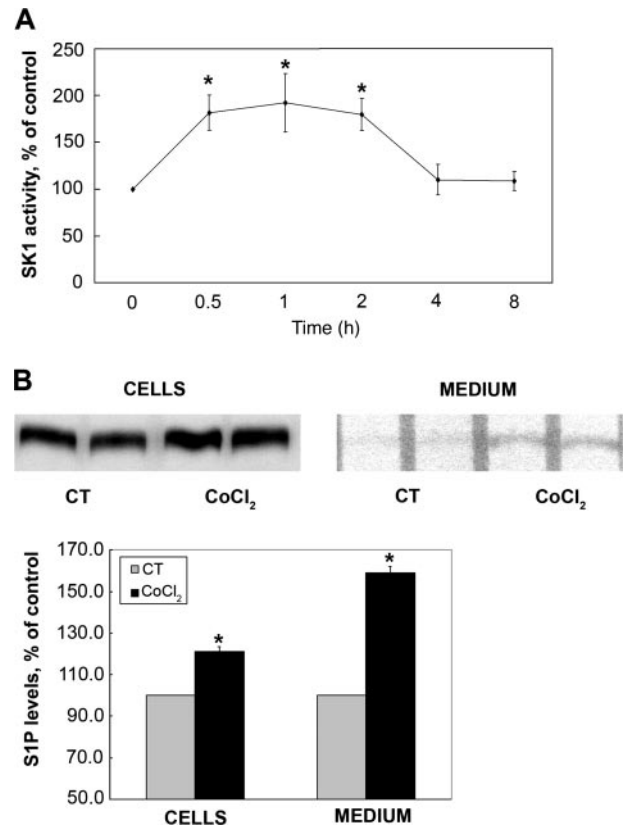 A
SK1 activity, % of control
250
200
150
100
50
0
* * *
0 0.5 1 2 4 8
Time (h)
B
CELLS MEDIUM
CT CoCl₂ CT CoCl₂
S1P levels, % of control
170.0
150.0
130.0
110.0
90.0
70.0
50.0
CT
CoCl₂
* *
CELLS MEDIUM